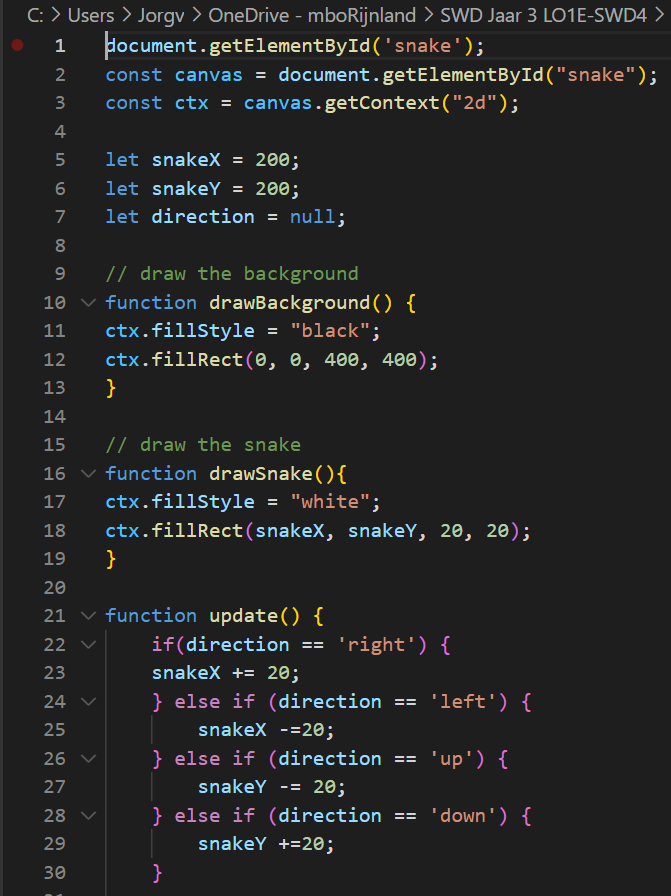 C: > Users > Jorgv > OneDrive - mboRijnland > SWD Jaar 3 LO1E-SWD4 >
1 document.getElementById('snake');
2 const canvas = document.getElementById("snake");
3 const ctx = canvas.getContext("2d");
4
5 let snakeX = 200;
6 let snakeY = 200;
7 let direction = null;
8
9 // draw the background
10 function drawBackground() {
11 ctx.fillStyle = "black";
12 ctx.fillRect(0, 0, 400, 400);
13 }
14
15 // draw the snake
16 function drawSnake(){
17 ctx.fillStyle = "white";
18 ctx.fillRect(snakeX, snakeY, 20, 20);
19 }
20
21 function update() {
22     if(direction == 'right') {
23     snakeX += 20;
24     } else if (direction == 'left') {
25         snakeX -=20;
26     } else if (direction == 'up') {
27         snakeY -= 20;
28     } else if (direction == 'down') {
29         snakeY +=20;
30     }